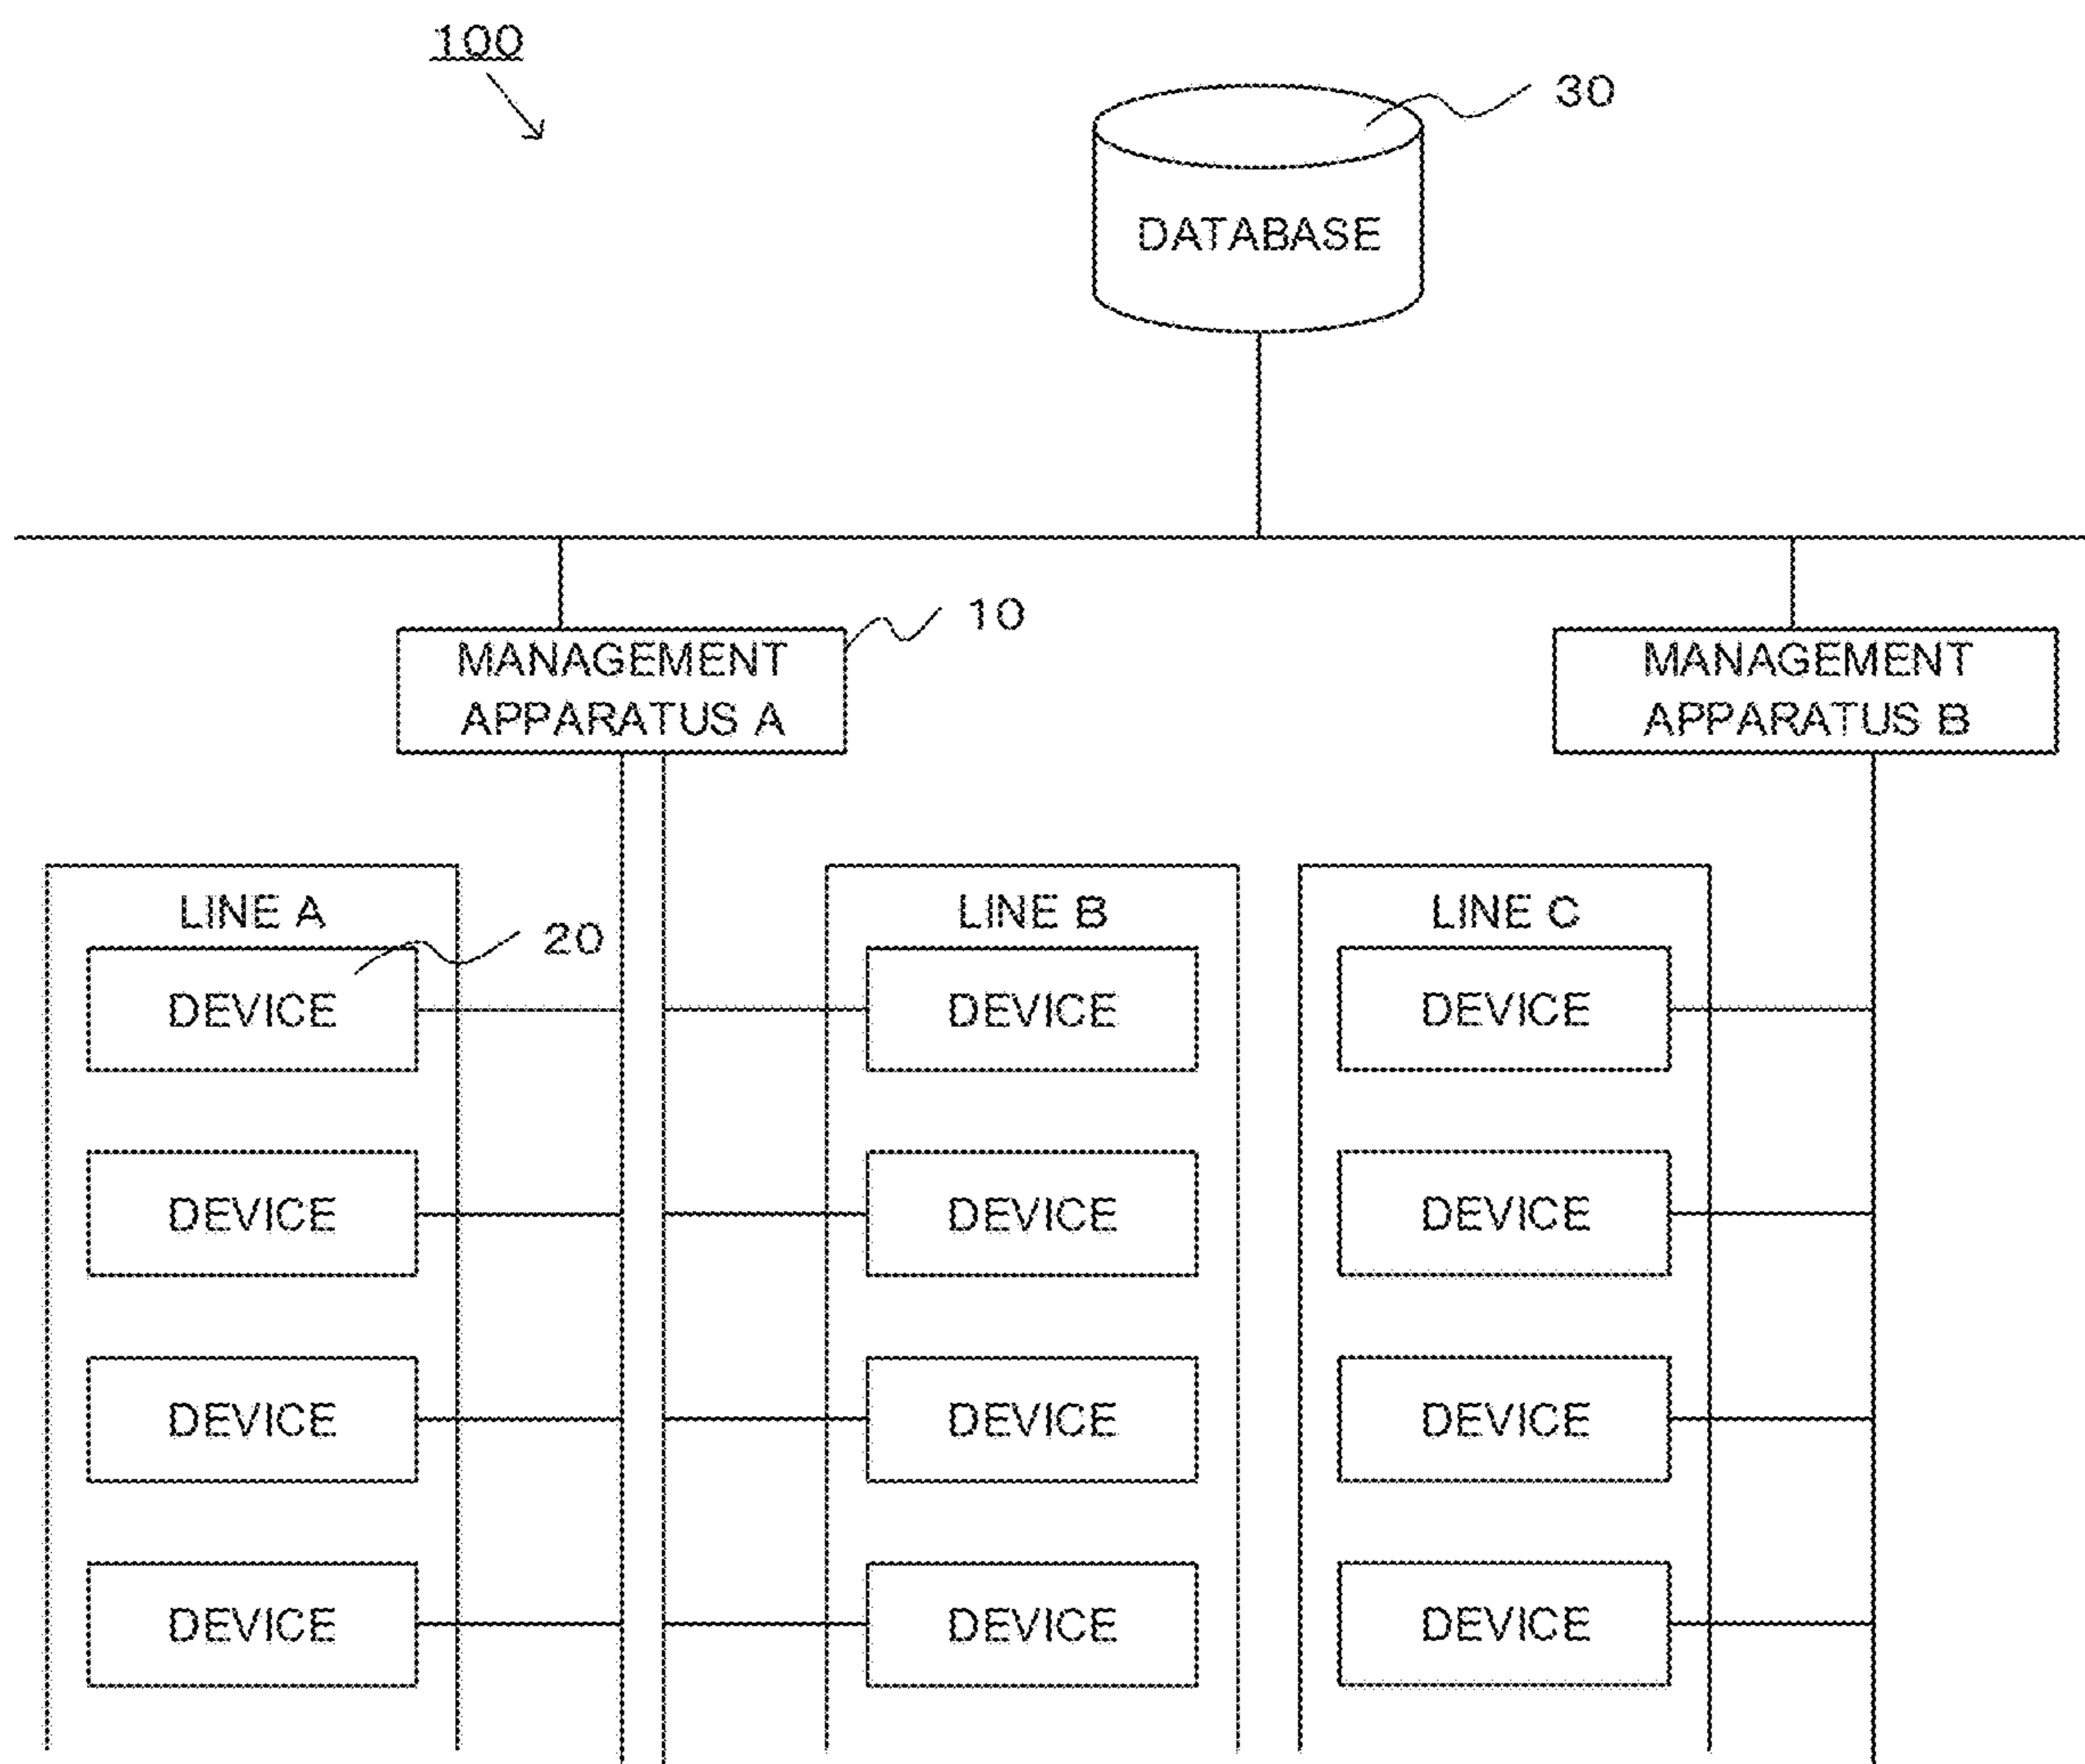 100
30
DATABASE
10
MANAGEMENT
APPARATUS A
MANAGEMENT
APPARATUS B
LINE A
LINE B
LINE C
20
DEVICE
DEVICE
DEVICE
DEVICE
DEVICE
DEVICE
DEVICE
DEVICE
DEVICE
DEVICE
DEVICE
DEVICE